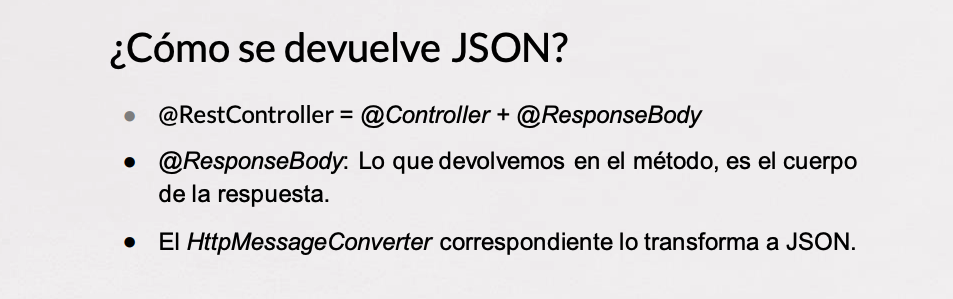 ¿Cómo se devuelve JSON?
● @RestController = @Controller + @ResponseBody
● @ResponseBody: Lo que devolvemos en el método, es el cuerpo
de la respuesta.
● El HttpMessageConverter correspondiente lo transforma a JSON.